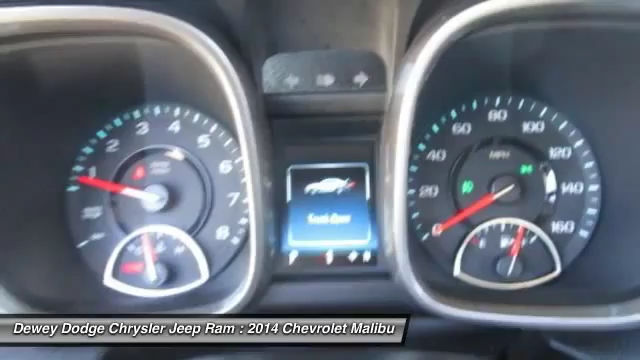 1 2 3 4 5 6 7 8
0 20 40 60 80 100 120 140 160
MPH
Dewey Dodge Chrysler Jeep Ram : 2014 Chevrolet Malibu